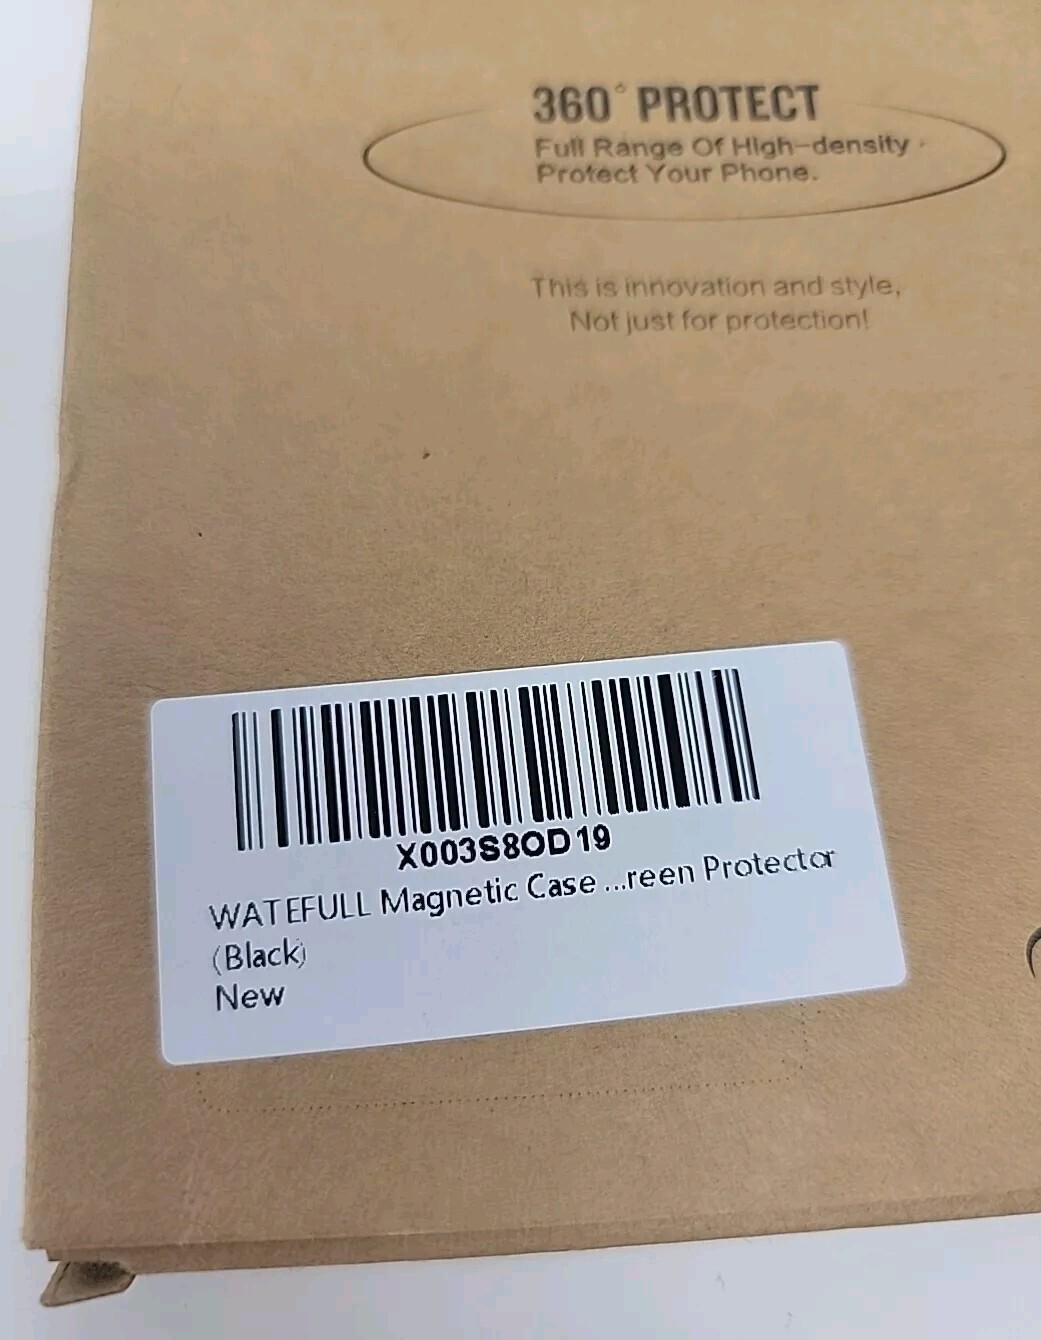 360° PROTECT
Full Range Of High-density
Protect Your Phone.
This is innovation and style,
Not just for protection!
X003S8OD19
WATEFULL Magnetic Case ...reen Protector
(Black)
New